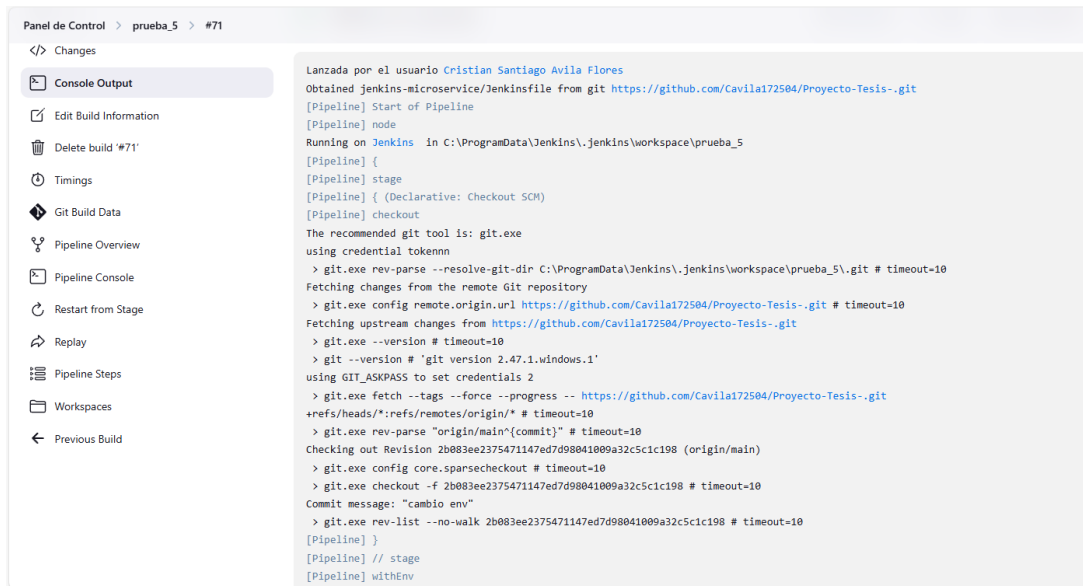 Panel de Control > prueba_5 > #71
Changes
Console Output
Edit Build Information
Delete build '#71'
Timings
Git Build Data
Pipeline Overview
Pipeline Console
Restart from Stage
Replay
Pipeline Steps
Workspaces
Previous Build
Lanzada por el usuario Cristian Santiago Avila Flores
Obtained jenkins-microservice/Jenkinsfile from git https://github.com/Cavila172504/Proyecto-Tesis-.git
[Pipeline] Start of Pipeline
[Pipeline] node
Running on Jenkins in C:\ProgramData\Jenkins\.jenkins\workspace\prueba_5
[Pipeline] {
[Pipeline] stage
[Pipeline] { (Declarative: Checkout SCM)
[Pipeline] checkout
The recommended git tool is: git.exe
using credential tokennn
> git.exe rev-parse --resolve-git-dir C:\ProgramData\Jenkins\.jenkins\workspace\prueba_5\.git # timeout=10
Fetching changes from the remote Git repository
> git.exe config remote.origin.url https://github.com/Cavila172504/Proyecto-Tesis-.git # timeout=10
Fetching upstream changes from https://github.com/Cavila172504/Proyecto-Tesis-.git
> git.exe --version # timeout=10
> git --version # 'git version 2.47.1.windows.1'
using GIT_ASKPASS to set credentials 2
> git.exe fetch --tags --force --progress -- https://github.com/Cavila172504/Proyecto-Tesis-.git
+refs/heads/*:refs/remotes/origin/* # timeout=10
> git.exe rev-parse "origin/main^{commit}" # timeout=10
Checking out Revision 2b083ee2375471147ed7d98041009a32c5c1c198 (origin/main)
> git.exe config core.sparsecheckout # timeout=10
> git.exe checkout -f 2b083ee2375471147ed7d98041009a32c5c1c198 # timeout=10
Commit message: "cambio env"
> git.exe rev-list --no-walk 2b083ee2375471147ed7d98041009a32c5c1c198 # timeout=10
[Pipeline] }
[Pipeline] // stage
[Pipeline] withEnv